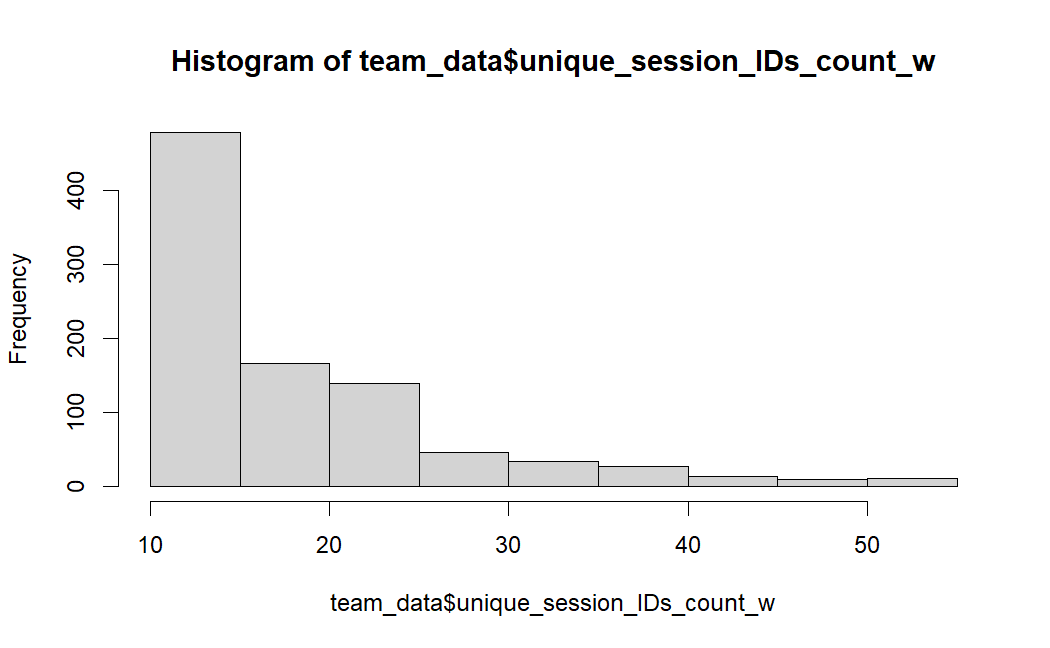 Histogram of team_data$unique_session_IDs_count_w
Frequency
400
300
200
100
0
10 20 30 40 50
team_data$unique_session_IDs_count_w